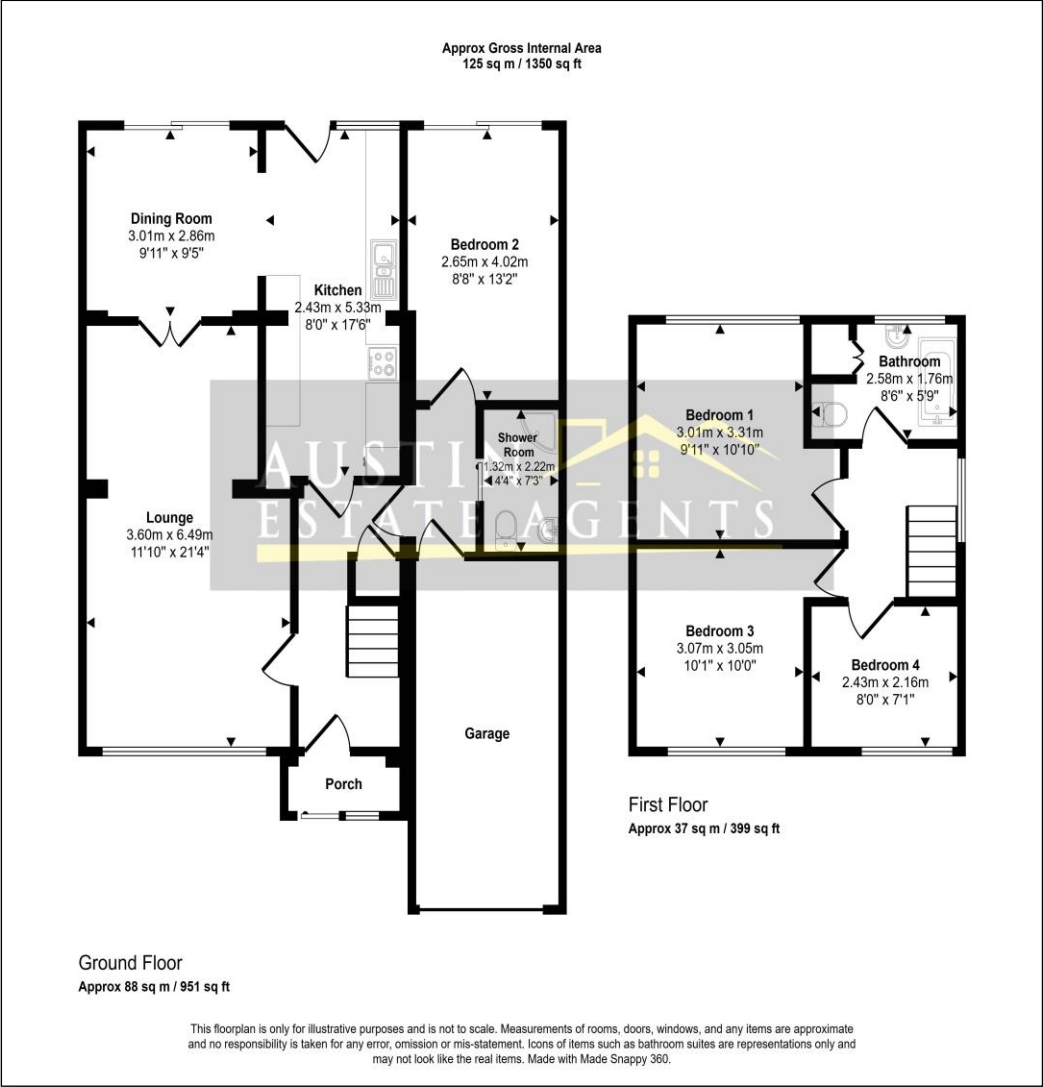 Approx Gross Internal Area
125 sq m / 1350 sq ft
Dining Room
3.01m x 2.86m
9'11" x 9'5"
Kitchen
2.43m x 5.33m
8'0" x 17'6"
Bedroom 2
2.65m x 4.02m
8'8" x 13'2"
Shower
Room
1.32m x 2.22m
4'4" x 7'3"
Lounge
3.60m x 6.49m
11'10" x 21'4"
Garage
Porch
Bathroom
2.58m x 1.76m
8'6" x 5'9"
Bedroom 1
3.01m x 3.31m
9'11" x 10'10"
Bedroom 3
3.07m x 3.05m
10'1" x 10'0"
Bedroom 4
2.43m x 2.16m
8'0" x 7'1"
AUSTIN
ESTATE AGENTS
First Floor
Approx 37 sq m / 399 sq ft
Ground Floor
Approx 88 sq m / 951 sq ft
This floorplan is only for illustrative purposes and is not to scale. Measurements of rooms, doors, windows, and any items are approximate
and no responsibility is taken for any error, omission or mis-statement. Icons of items such as bathroom suites are representations only and
may not look like the real items. Made with Made Snappy 360.